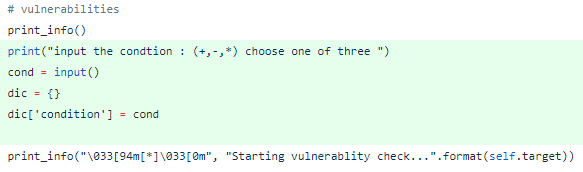 # vulnerabilities
print_info()
print("input the condtion : (+,-,*) choose one of three ")
cond = input()
dic = {}
dic['condition'] = cond
print_info("\033[94m[*]\033[0m", "Starting vulnerablity check...".format(self.target))